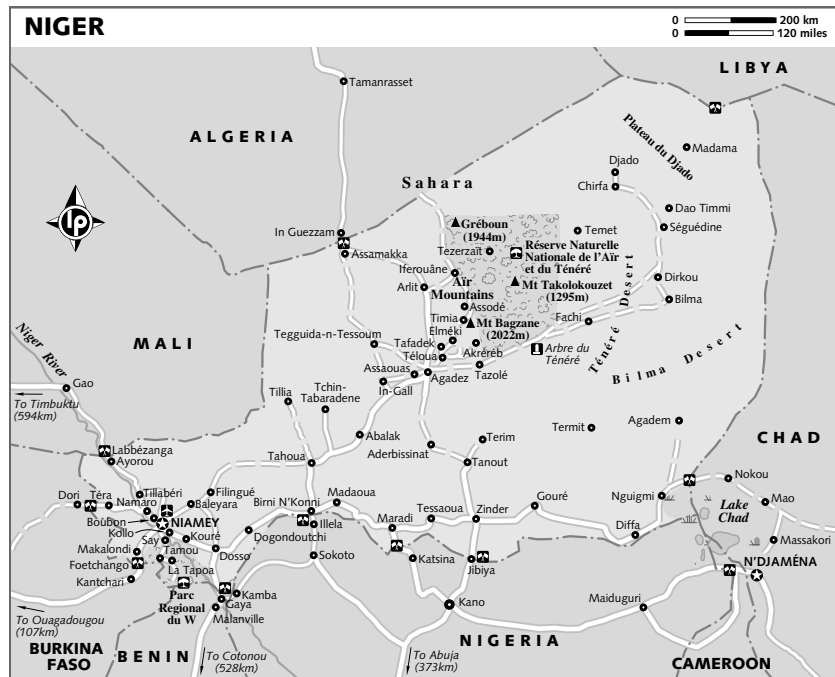 NIGER
0 200 km
0 120 miles
LIBYA
Tamanrasset
ALGERIA
Plateau du Djado
Madama
Djado
Chirfa
Sahara
lp
Dao Timmi
Gréboun
(1944m)
Temet
Séguédine
In Guezzam
Assamakka
Tezerzaït
Réserve Naturelle
Nationale de l'Aïr
et du Ténéré
Iferouâne
Arlit
Aïr
Mountains
Mt Takolokouzet
(1295m)
Dirkou
Bilma
Assodé
Timia
Elméki
Mt Bagzane
(2022m)
Fachi
Ténéré Desert
Niger River
MALI
Tegguida-n-Tessoum
Tafadek
Téloua
Akréréb
Arbre du
Ténéré
Bilma Desert
Assaouas
In-Gall
Agadez
Tazolé
Gao
To Timbuktu
(594km)
Tillia
Tchin-
Tabaradene
Termit
Agadem
CHAD
Abalak
Aderbissinat
Terim
Labbézanga
Ayorou
Tahoua
Tanout
Nokou
Dori
Téra
Tillabéri
Filingué
Namaro
Baleyara
Birni N'Konni
Madaoua
Tessaoua
Zinder
Gouré
Nguigmi
Lake
Chad
Mao
Boubon
NIAMEY
Kollo
Kouré
Dogondoutchi
Illela
Maradi
Diffa
Massakori
Say
Makalondi
Tamou
Dosso
Foetchango
La Tapoa
Sokoto
Katsina
Jibiya
N'DJAMÉNA
Kantchari
Parc
Regional
du W
Kamba
Gaya
Malanville
Kano
Maiduguri
To Ouagadougou
(107km)
BURKINA
FASO
BENIN
To Cotonou
(528km)
To Abuja
(373km)
NIGERIA
CAMEROON